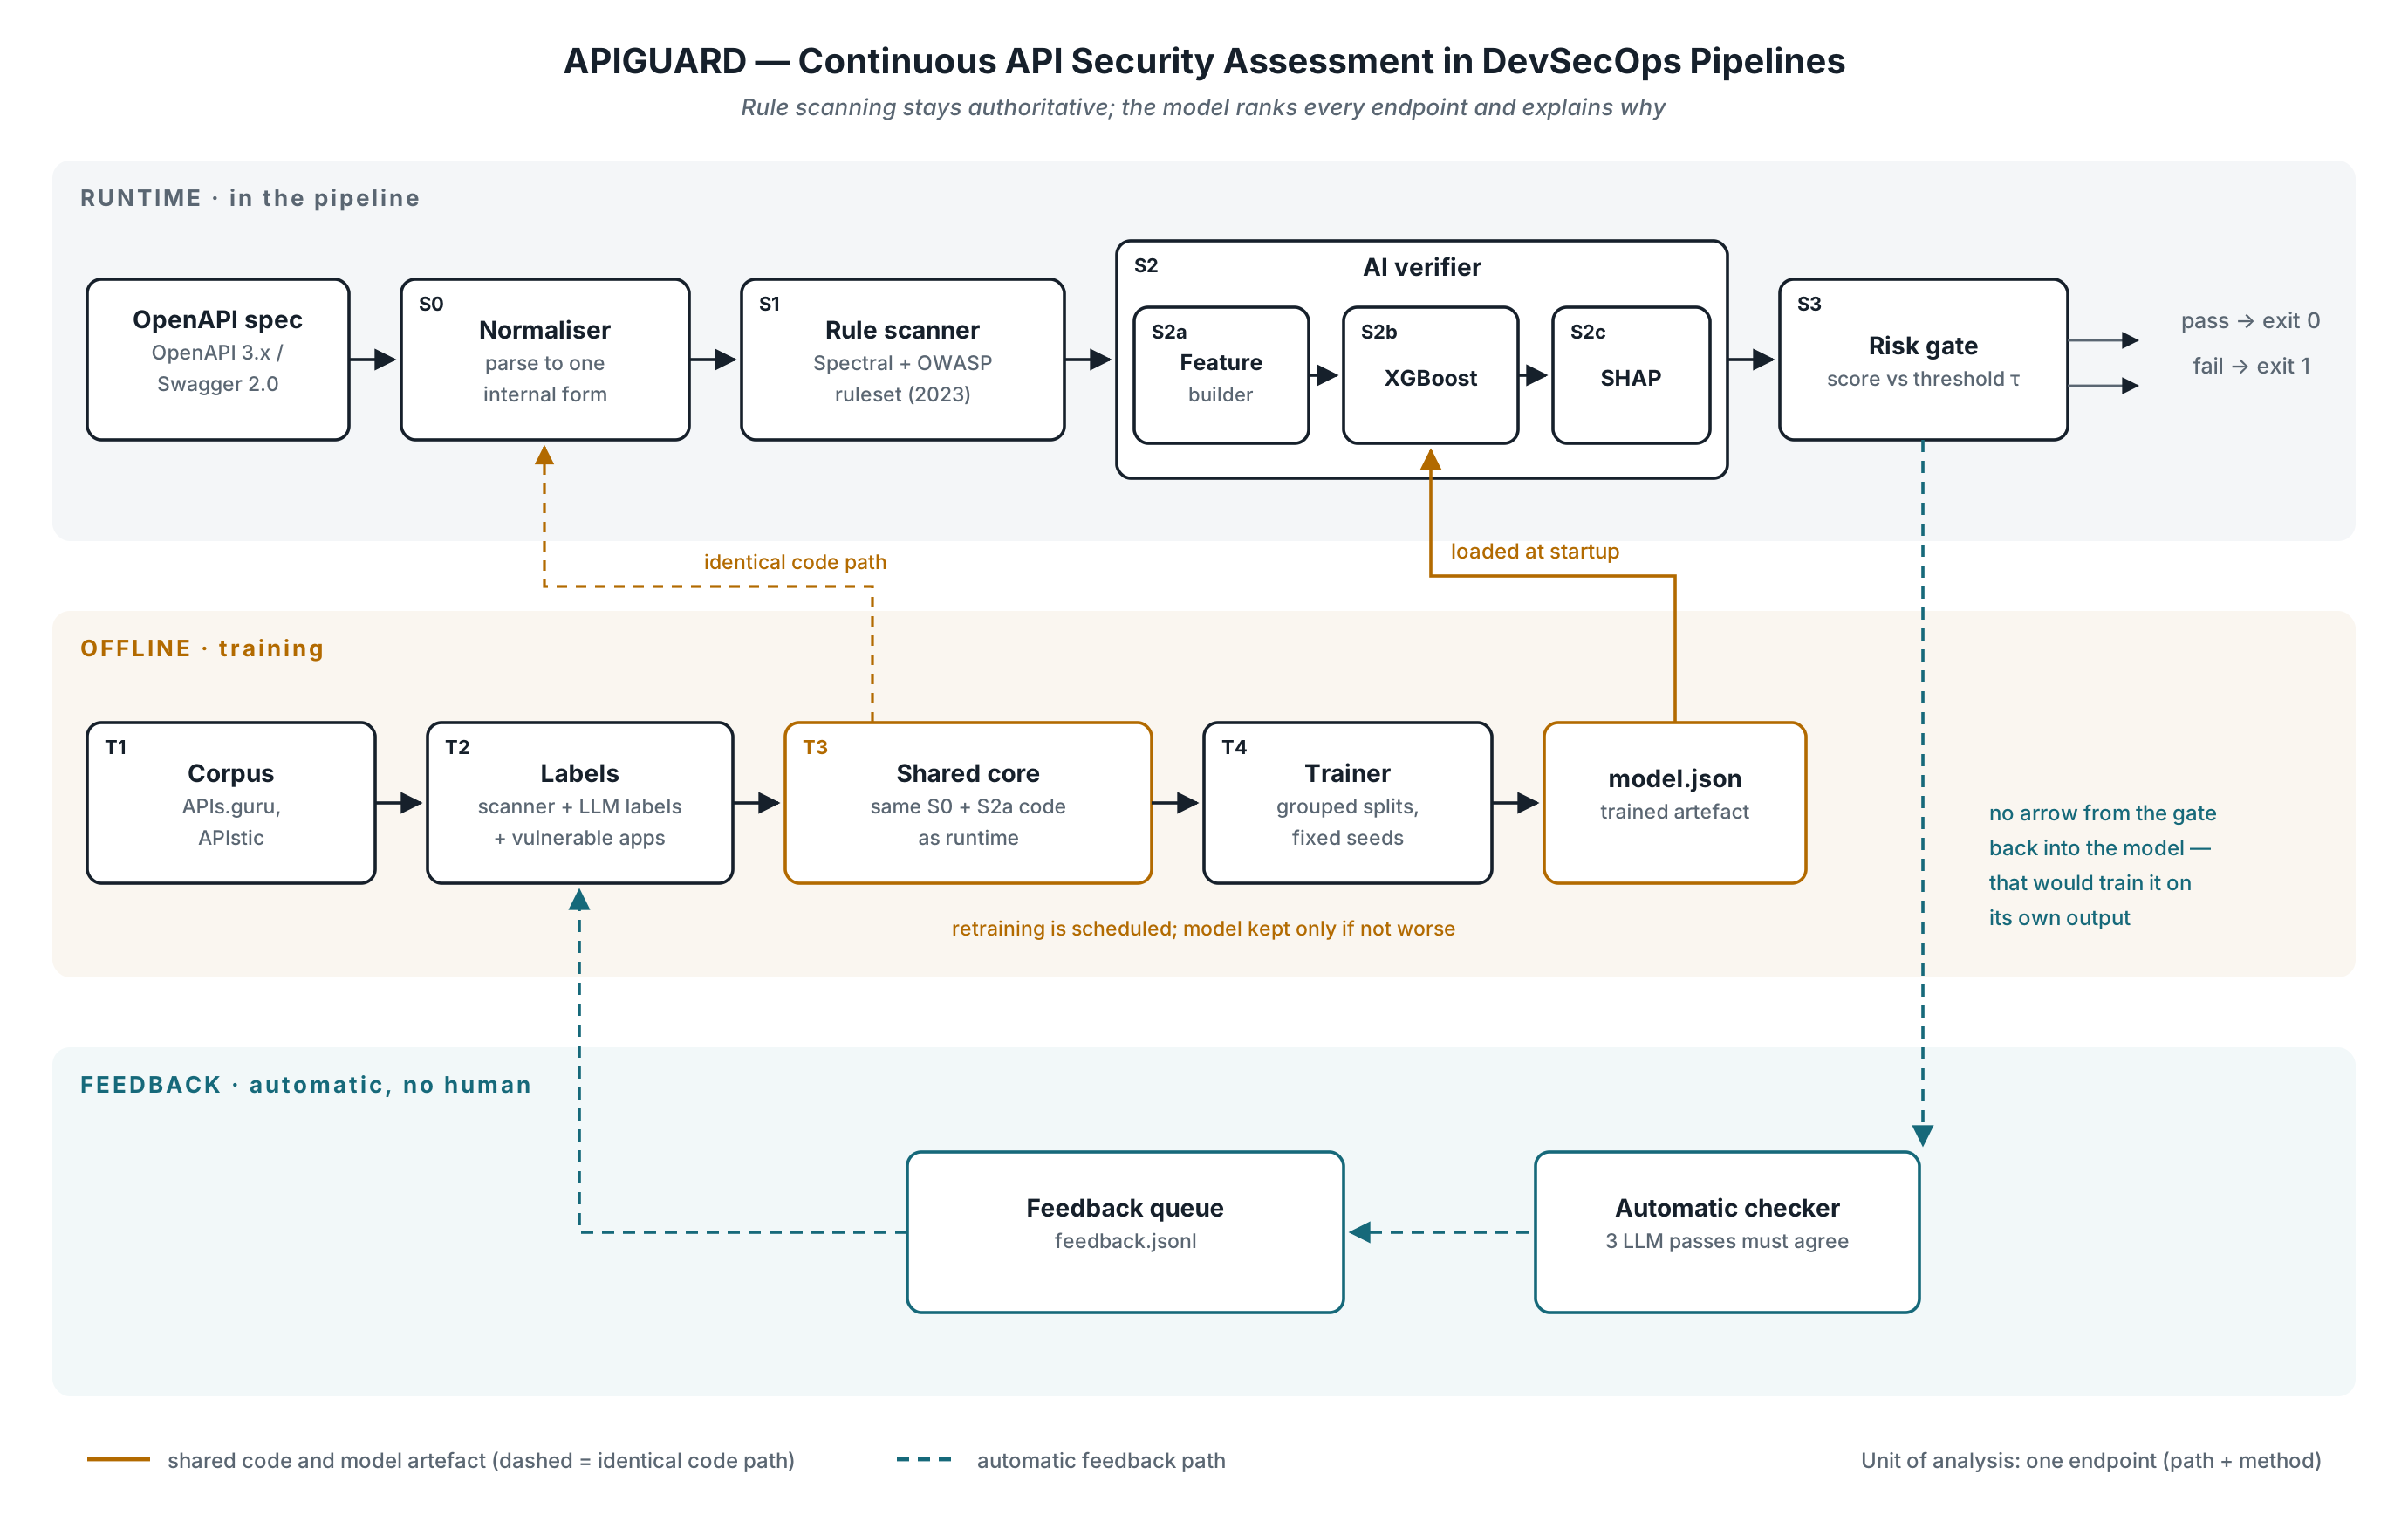 APIGUARD — Continuous API Security Assessment in DevSecOps Pipelines
Rule scanning stays authoritative; the model ranks every endpoint and explains why
RUNTIME · in the pipeline
OpenAPI spec
OpenAPI 3.x /
Swagger 2.0
S0
Normaliser
parse to one
internal form
S1
Rule scanner
Spectral + OWASP
ruleset (2023)
S2
AI verifier
S2a
Feature
builder
S2b
XGBoost
S2c
SHAP
S3
Risk gate
score vs threshold τ
pass → exit 0
fail → exit 1
identical code path
loaded at startup
OFFLINE · training
T1
Corpus
APIs.guru,
APIstic
T2
Labels
scanner + LLM labels
+ vulnerable apps
T3
Shared core
same S0 + S2a code
as runtime
T4
Trainer
grouped splits,
fixed seeds
model.json
trained artefact
no arrow from the gate
back into the model —
that would train it on
its own output
retraining is scheduled; model kept only if not worse
FEEDBACK · automatic, no human
Feedback queue
feedback.jsonl
Automatic checker
3 LLM passes must agree
shared code and model artefact (dashed = identical code path)
automatic feedback path
Unit of analysis: one endpoint (path + method)